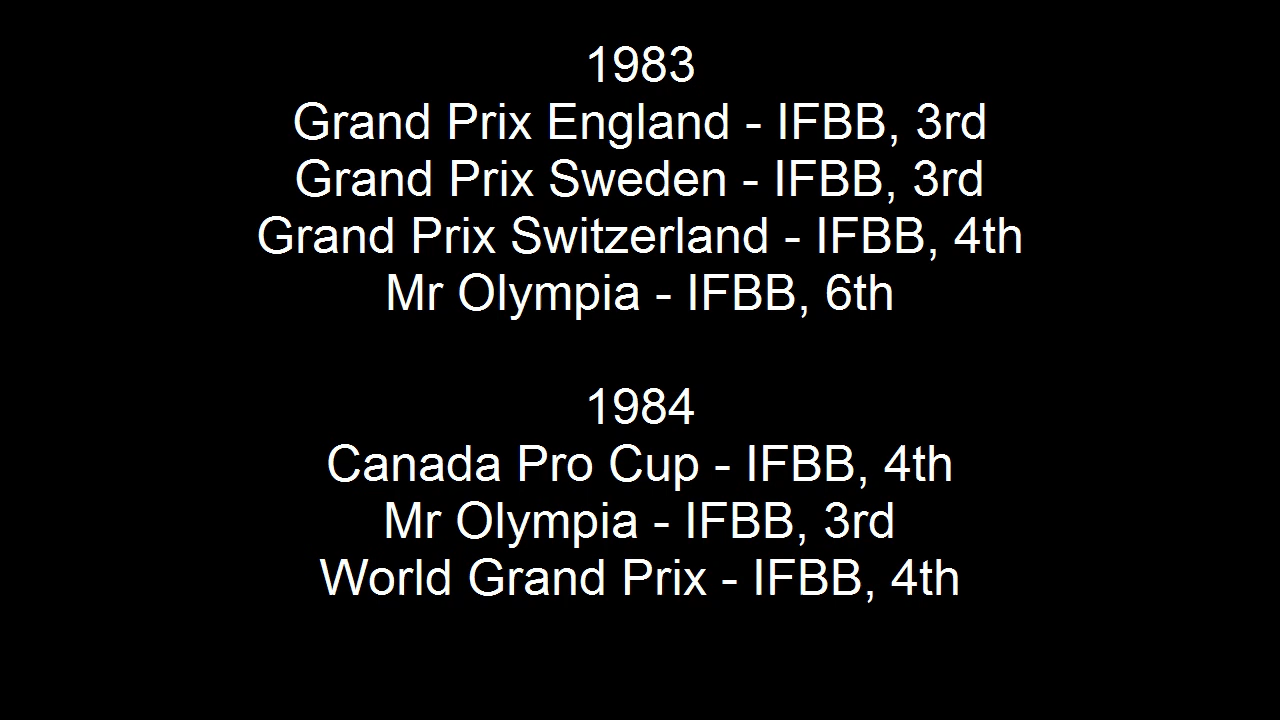 1983
Grand Prix England - IFBB, 3rd
Grand Prix Sweden - IFBB, 3rd
Grand Prix Switzerland - IFBB, 4th
Mr Olympia - IFBB, 6th
1984
Canada Pro Cup - IFBB, 4th
Mr Olympia - IFBB, 3rd
World Grand Prix - IFBB, 4th